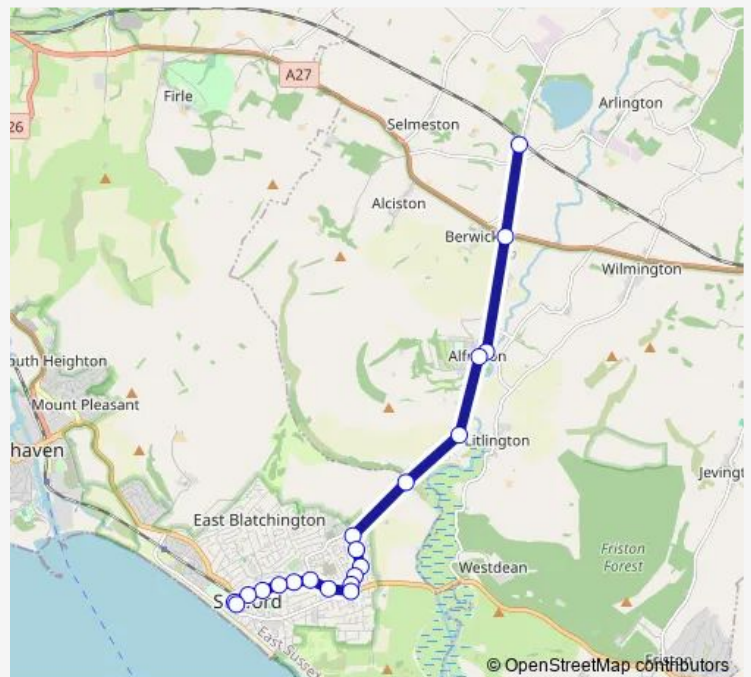 A27
Firle
Arlington
Selmeston
26
Alciston
Berwick
Wilmington
outh Heighton
Mount Pleasant
Litlington
haven
Jevingt
East Blatchington
Friston
Forest
Westdean
East Sussex
© OpenStreetMap contributors